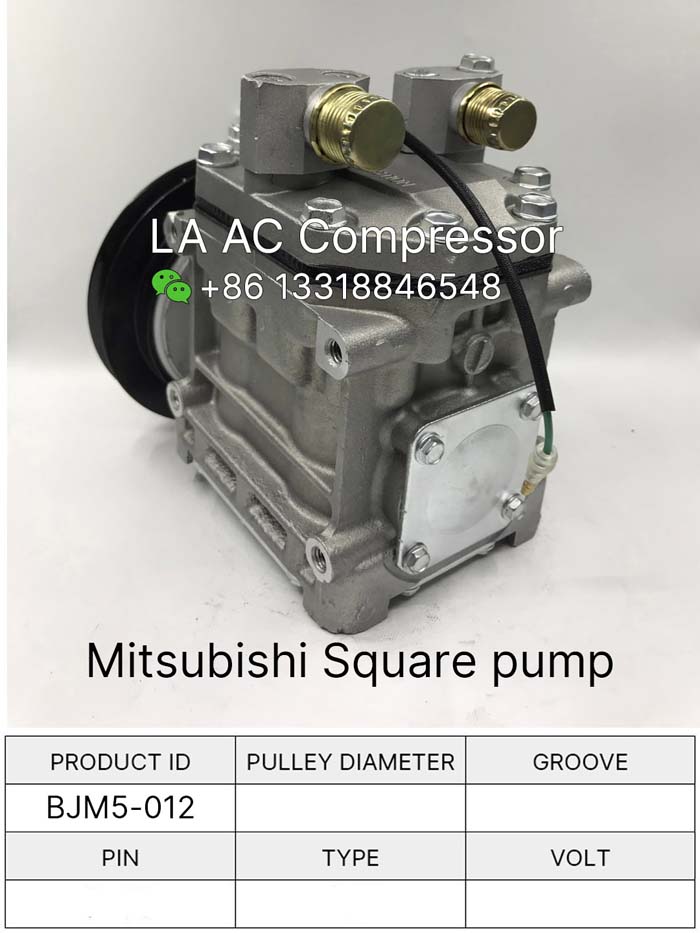 LA AC Compressor
+86 13318846548
Mitsubishi Square pump
PRODUCT ID PULLEY DIAMETER GROOVE
BJM5-012
PIN TYPE VOLT